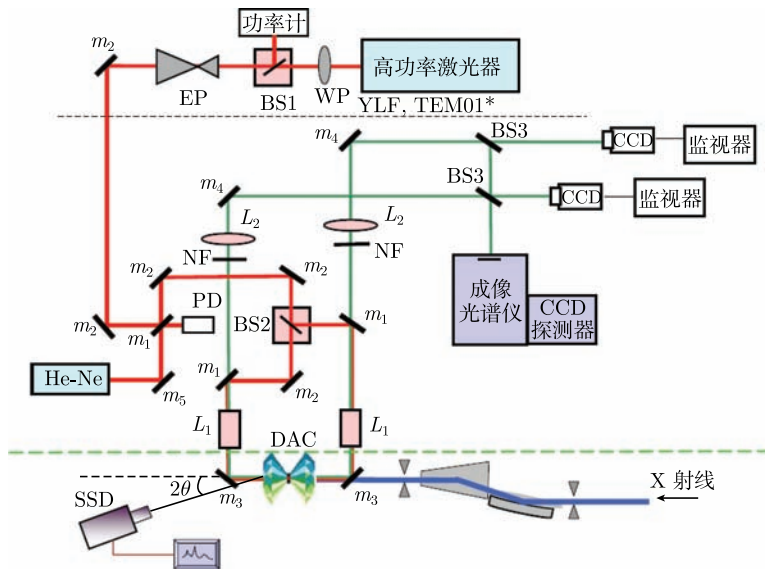 功率计
m2
高功率激光器
EP
BS1
WP
YLF, TEM01*
m4
BS3
CCD
监视器
BS3
m4
CCD
监视器
L2
L2
NF
NF
m2
m2
成像
光谱仪
PD
CCD
探测器
BS2
m2
m1
m1
m1
He-Ne
m5
m2
L1
L1
DAC
X 射线
2θ
m3
m3
SSD